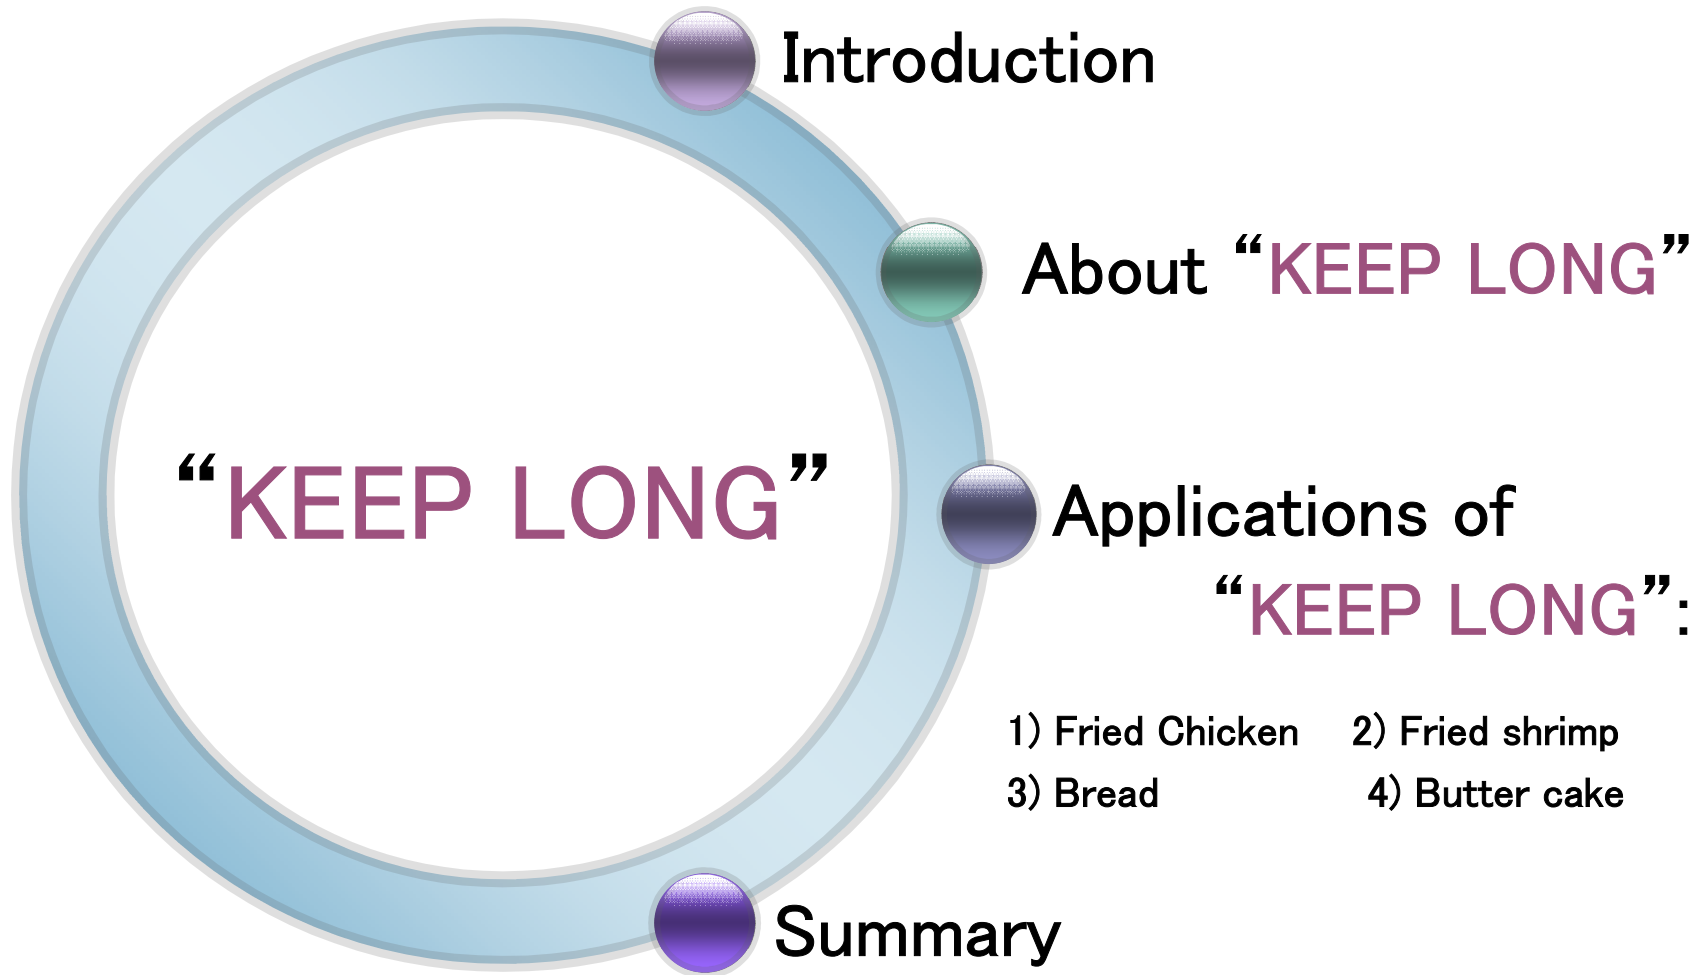 Introduction
About “KEEP LONG”
“KEEP LONG”
Applications of
“KEEP LONG”:
1) Fried Chicken 2) Fried shrimp
3) Bread 4) Butter cake
Summary